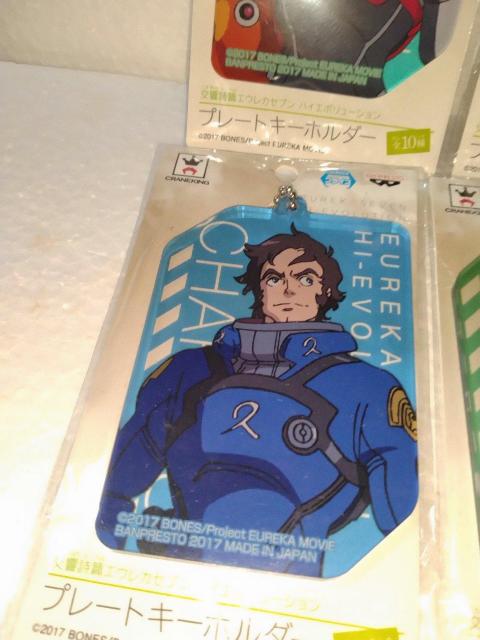 ©2017 BONES/Project EUREKA MOVIE
BANPRESTO 2017 MADE IN JAPAN
交響詩篇エウレカセブン ハイエボリューション
プレートキーホルダー
全10種
©2017 BONES/Project EUREKA MOVIE
CRANEKING
CRANEKING
EUREKA
HI-EVOL
CHA
©2017 BONES/Project EUREKA MOVIE
BANPRESTO 2017 MADE IN JAPAN
交響詩篇エウレカセブン
プレートキーホルダー
©2017 BONES/Project EUREKA